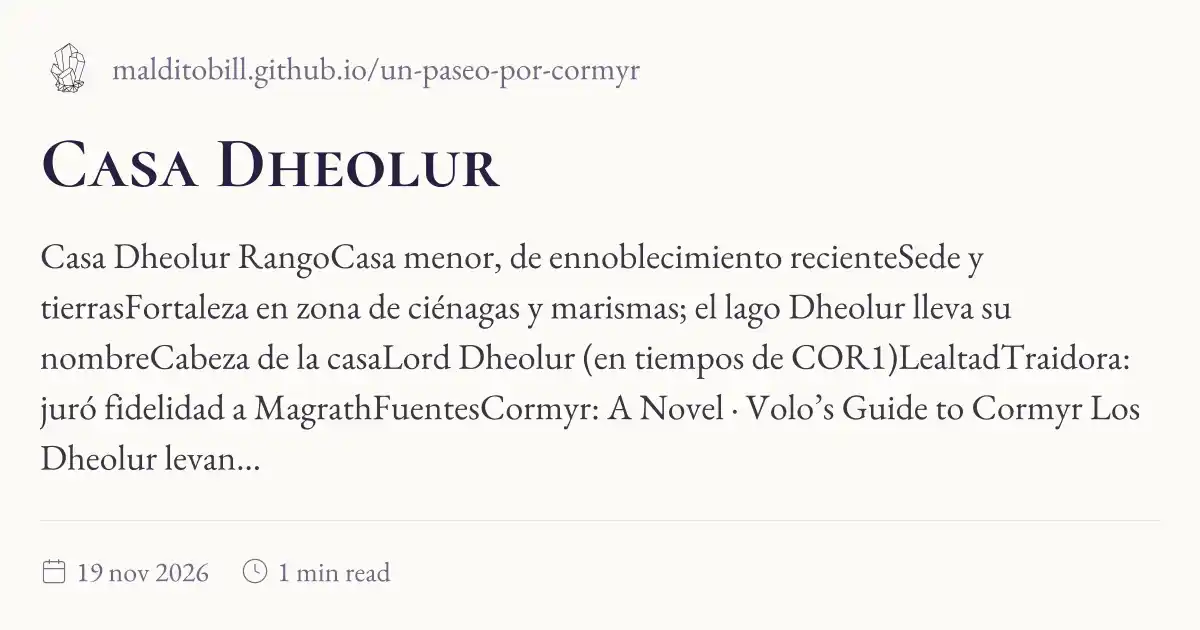 malditobill.github.io/un-paseo-por-cormyr
Casa Dheolur
Casa Dheolur RangoCasa menor, de ennoblecimiento recienteSede y
tierrasFortaleza en zona de ciénagas y marismas; el lago Dheolur lleva su
nombreCabeza de la casaLord Dheolur (en tiempos de COR1)LealtadTraidora:
juró fidelidad a MagrathFuentesCormyr: A Novel · Volo’s Guide to Cormyr Los
Dheolur levan...
19 nov 2026
1 min read